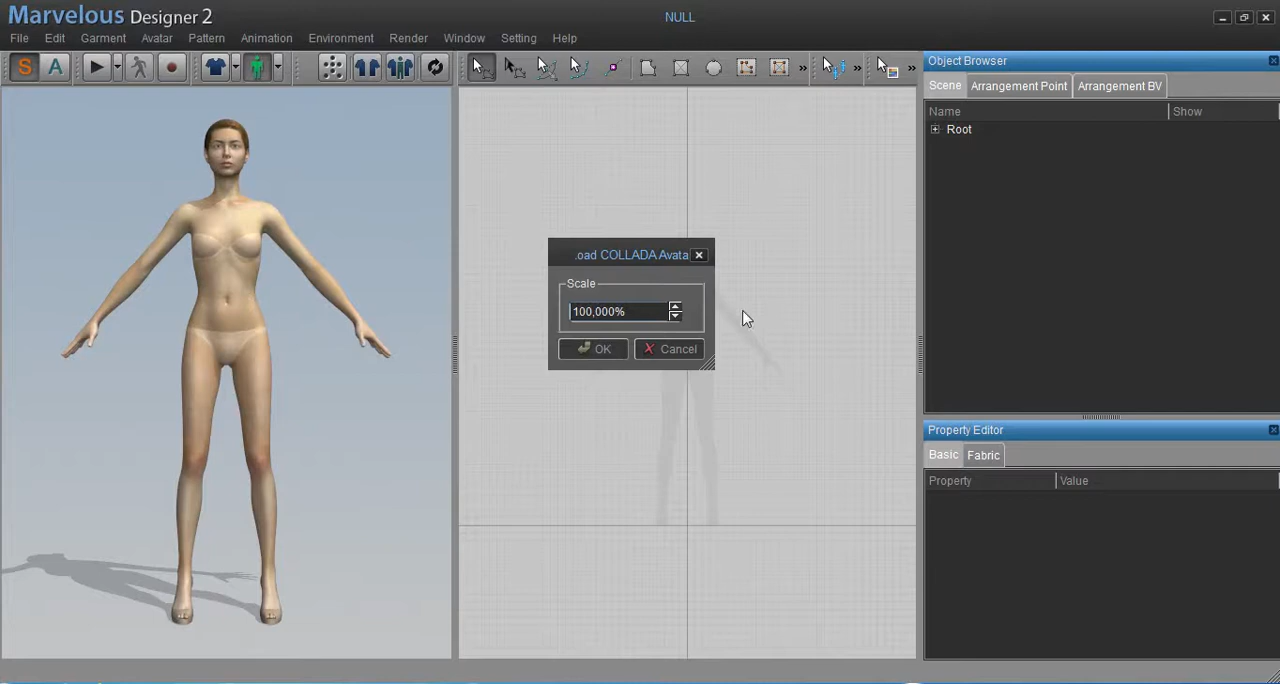 Marvelous Designer 2
NULL
File Edit Garment Avatar Pattern Animation Environment Render Window Setting Help
S A
Object Browser
Scene Arrangement Point Arrangement BV
Name Show
Root
.oad COLLADA Avata
Scale
100,000%
OK Cancel
Property Editor
Basic Fabric
Property Value